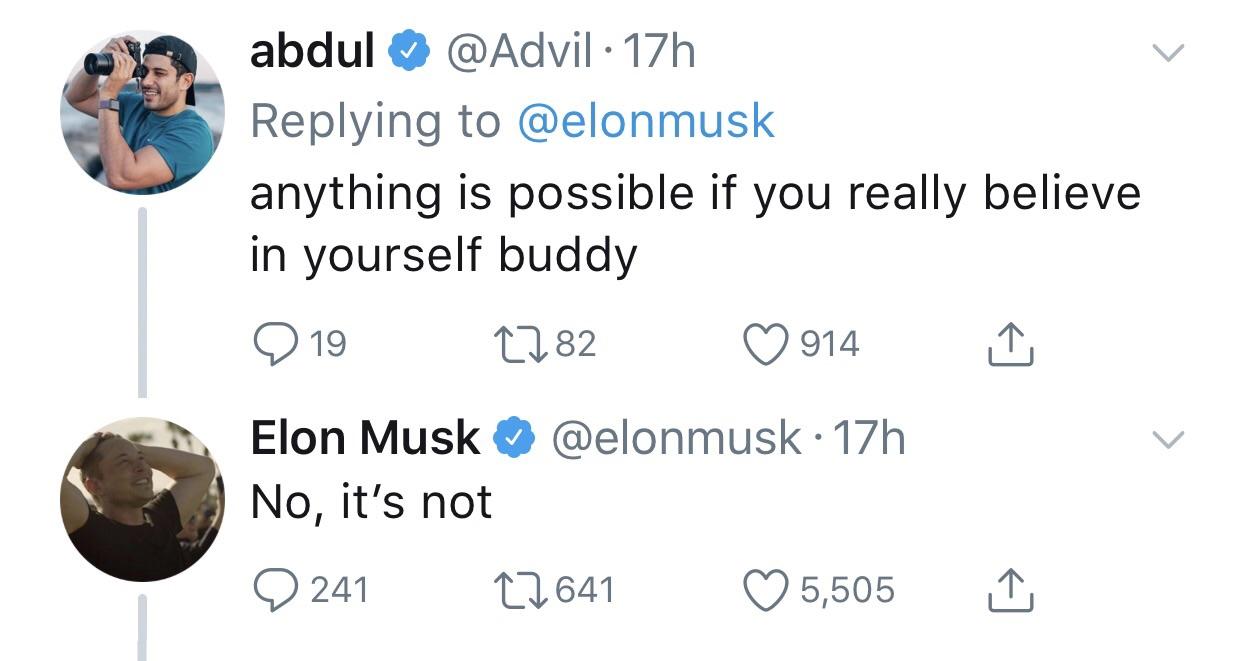 abdul @Advil · 17h
Replying to @elonmusk
anything is possible if you really believe
in yourself buddy
19 82 914
Elon Musk @elonmusk · 17h
No, it’s not
241 641 5,505